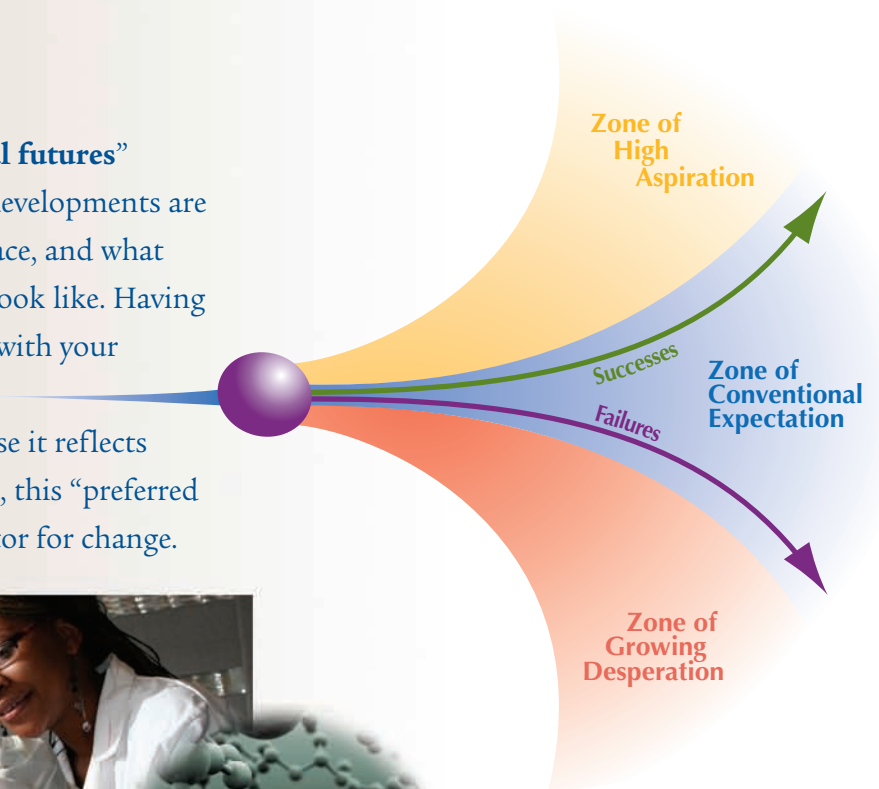 l futures”
evelopments are
ce, and what
ook like. Having
with your
se it reflects
, this “preferred
tor for change.
Zone of
High
Aspiration
Successes
Zone of
Conventional
Expectation
Failures
Zone of
Growing
Desperation